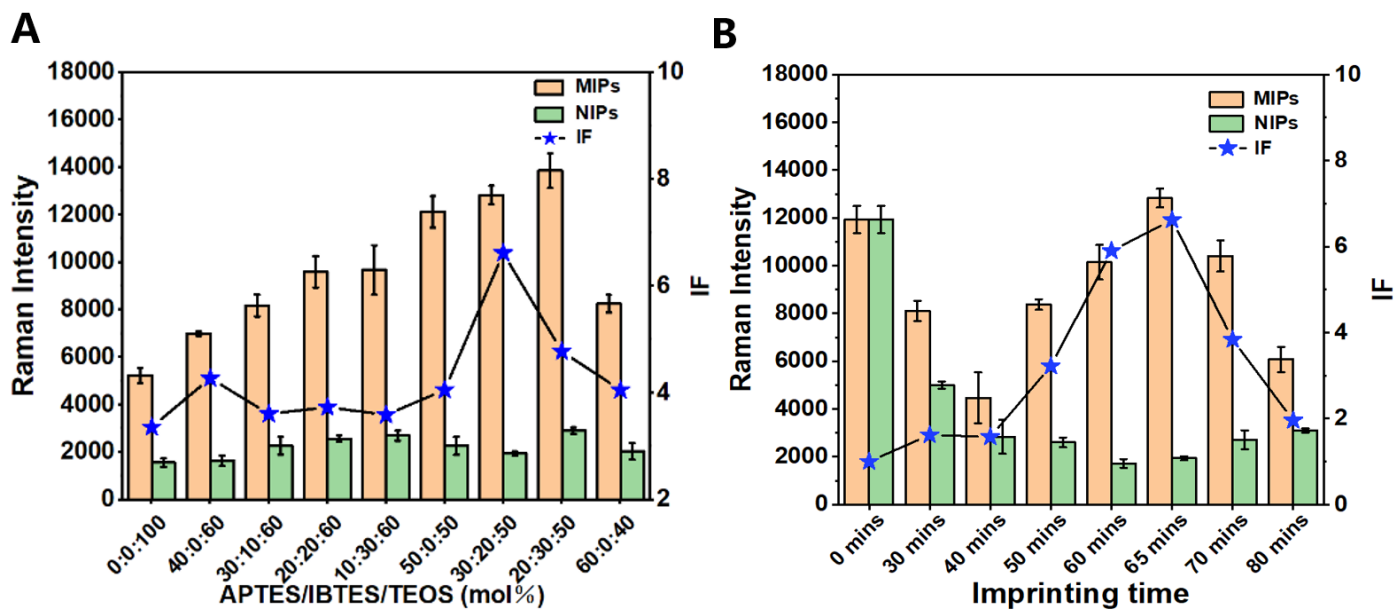 A
18000
16000
14000
12000
10000
8000
6000
4000
2000
0
Raman Intensity
10
8
6
4
2
IF
MIPs
NIPs
IF
0:0::100
40:0:60
30:10:60
20:20:60
10:30:60
50:0:50
30:20:50
20:30:50
60:0:40
APTES/IBTES/TEOS (mol%)
B
18000
16000
14000
12000
10000
8000
6000
4000
2000
0
Raman Intensity
10
8
6
4
2
0
IF
MIPs
NIPs
IF
0 mins
30 mins
40 mins
50 mins
60 mins
65 mins
70 mins
80 mins
Imprinting time